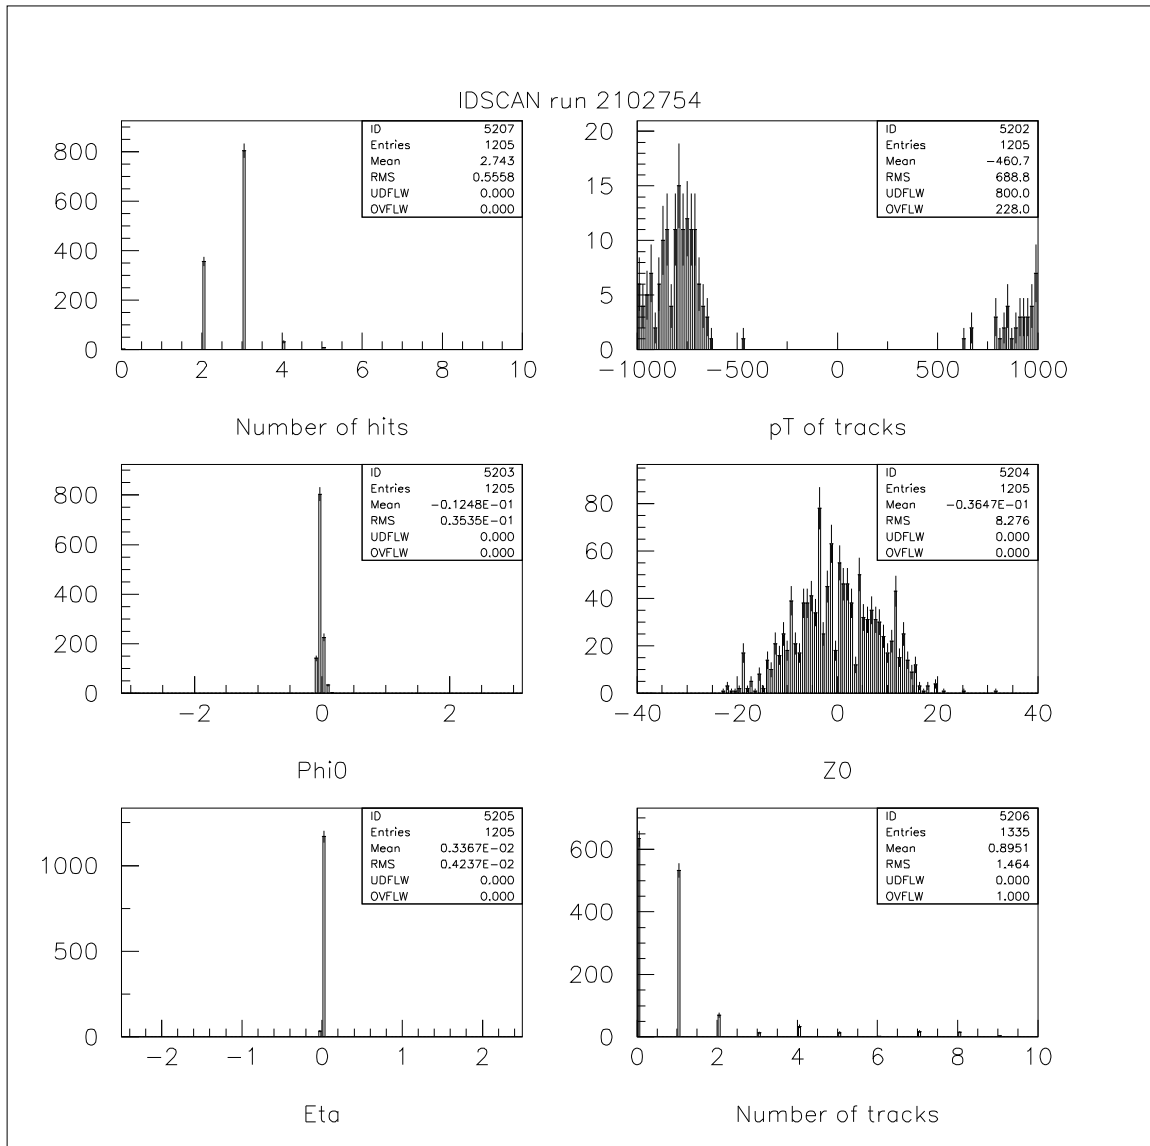 IDSCAN run 2102754
ID 5207
Entries 1205
Mean 2.743
RMS 0.5558
UDFLW 0.000
OVFLW 0.000
800
600
400
200
0
0 2 4 6 8 10
Number of hits
ID 5202
Entries 1205
Mean -460.7
RMS 688.8
UDFLW 800.0
OVFLW 228.0
20
15
10
5
0
-1000 -500 0 500 1000
pT of tracks
ID 5203
Entries 1205
Mean -0.1248E-01
RMS 0.3535E-01
UDFLW 0.000
OVFLW 0.000
800
600
400
200
0
-2 0 2
Phi0
ID 5204
Entries 1205
Mean -0.3647E-01
RMS 8.276
UDFLW 0.000
OVFLW 0.000
80
60
40
20
0
-40 -20 0 20 40
Z0
ID 5205
Entries 1205
Mean 0.3367E-02
RMS 0.4237E-02
UDFLW 0.000
OVFLW 0.000
1000
500
0
-2 -1 0 1 2
Eta
ID 5206
Entries 1335
Mean 0.8951
RMS 1.464
UDFLW 0.000
OVFLW 1.000
600
400
200
0
0 2 4 6 8 10
Number of tracks